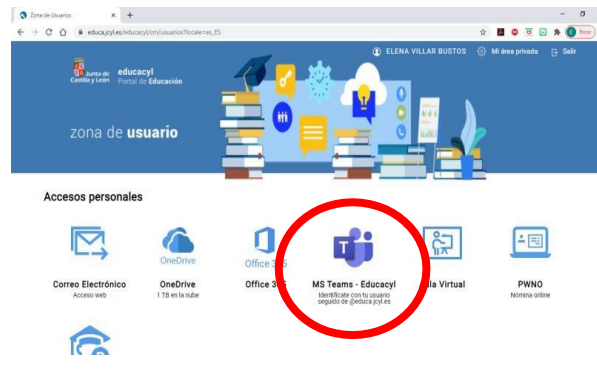 Zona de Usuarios
educa.jcyl.es/educacyl/cm/usuarios?locale=es_ES
Error
ELENA VILLAR BUSTOS Mi área privada Salir
Junta de
Castilla y León
educacyl
Portal de Educación
zona de usuario
Accesos personales
OneDrive
Office 365
T
Correo Electrónico
Acceso web
OneDrive
1 TB en la nube
Office 365
MS Teams - Educacyl
Identifícate con tu usuario
seguido de @educa.jcyl.es
Aula Virtual
PWNO
Nómina online